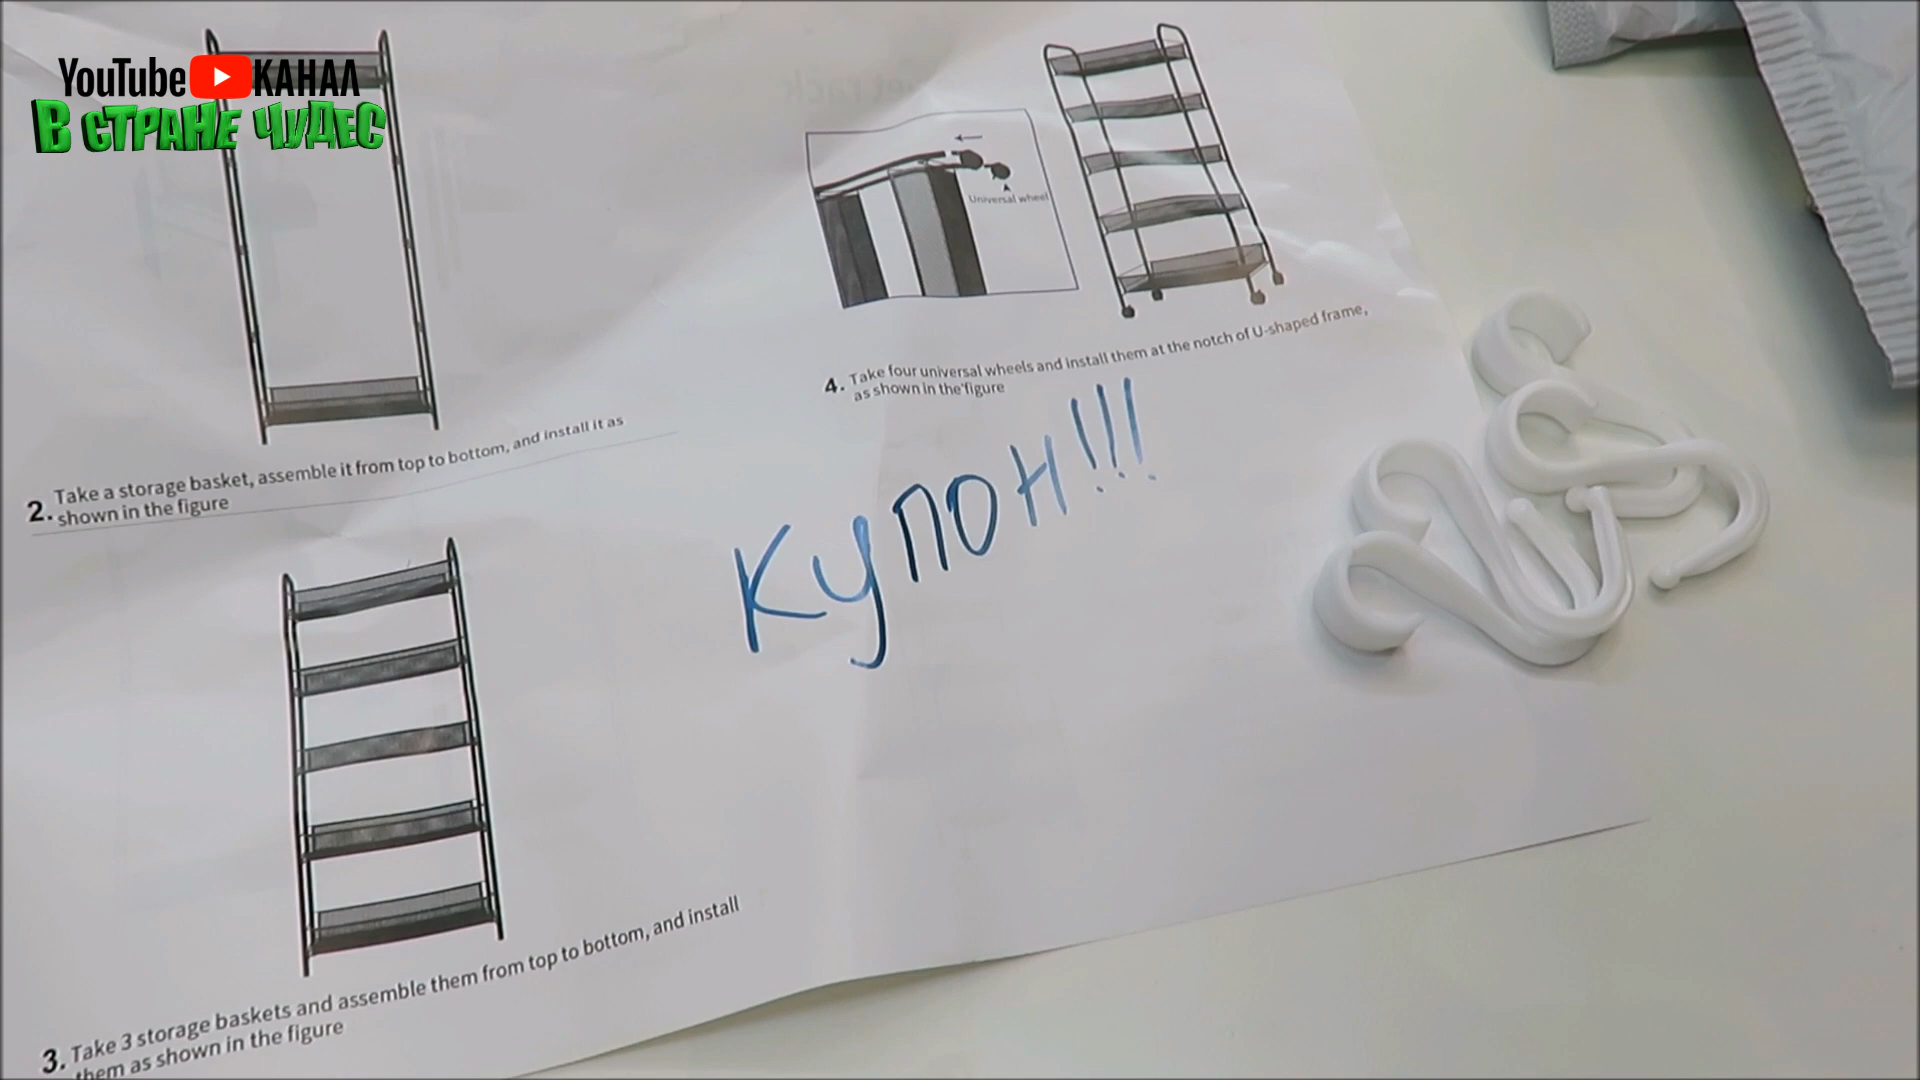 YouTube КАНАЛ
В СТРАНЕ ЧУДЕС
Universal wheel
4. Take four universal wheels and install them at the notch of U-shaped frame,
as shown in the figure
2. Take a storage basket, assemble it from top to bottom, and install it as
shown in the figure
Купон!!!
3. Take 3 storage baskets and assemble them from top to bottom, and install
them as shown in the figure